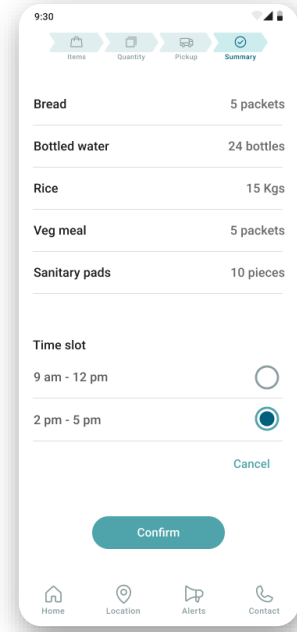 9:30
Items Quantity Pickup Summary
Bread 5 packets
Bottled water 24 bottles
Rice 15 Kgs
Veg meal 5 packets
Sanitary pads 10 pieces
Time slot
9 am - 12 pm
2 pm - 5 pm
Cancel
Confirm
Home Location Alerts Contact